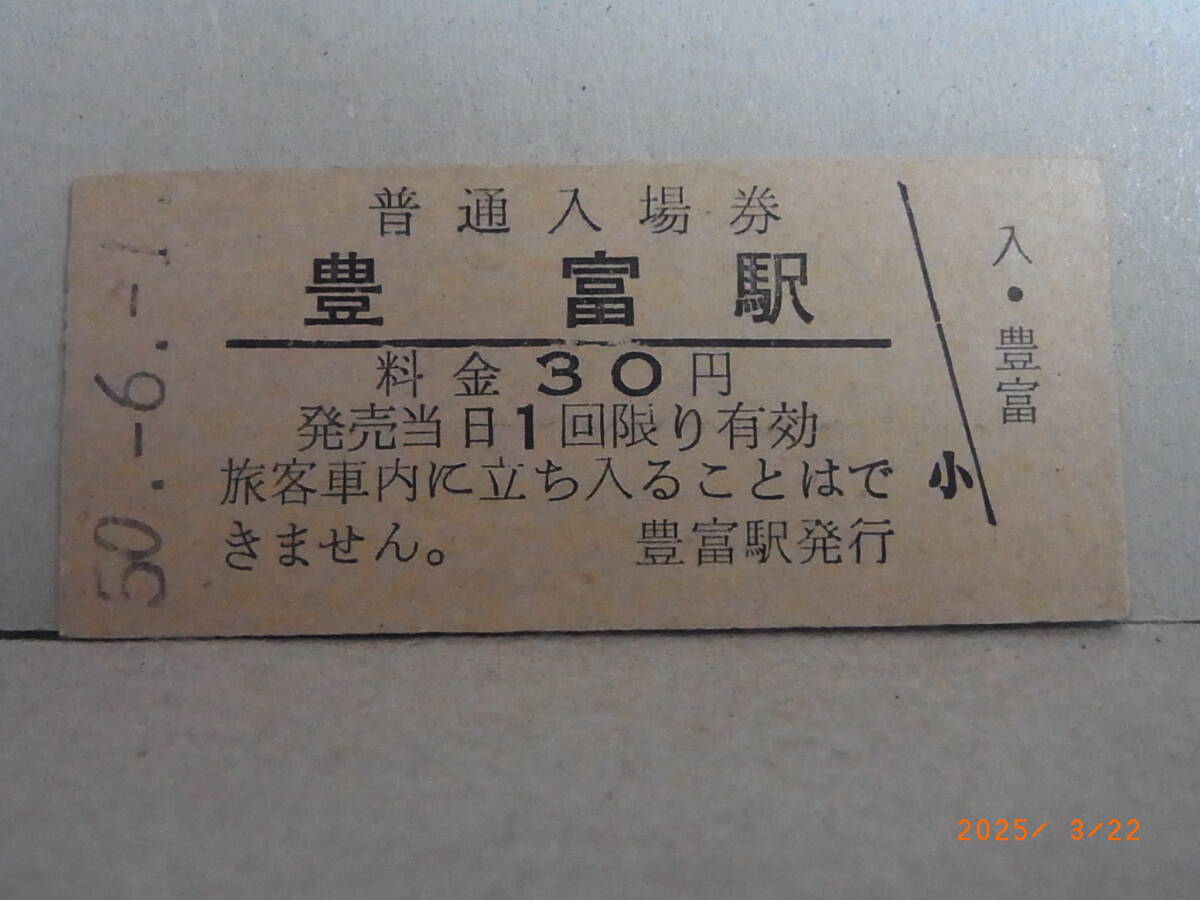 普通入場券
豊富駅
料金30円
発売当日1回限り有効
旅客車内に立ち入ることはで
きません。 豊富駅発行
小
入・豊富
50.-6.-1
2025/ 3/22